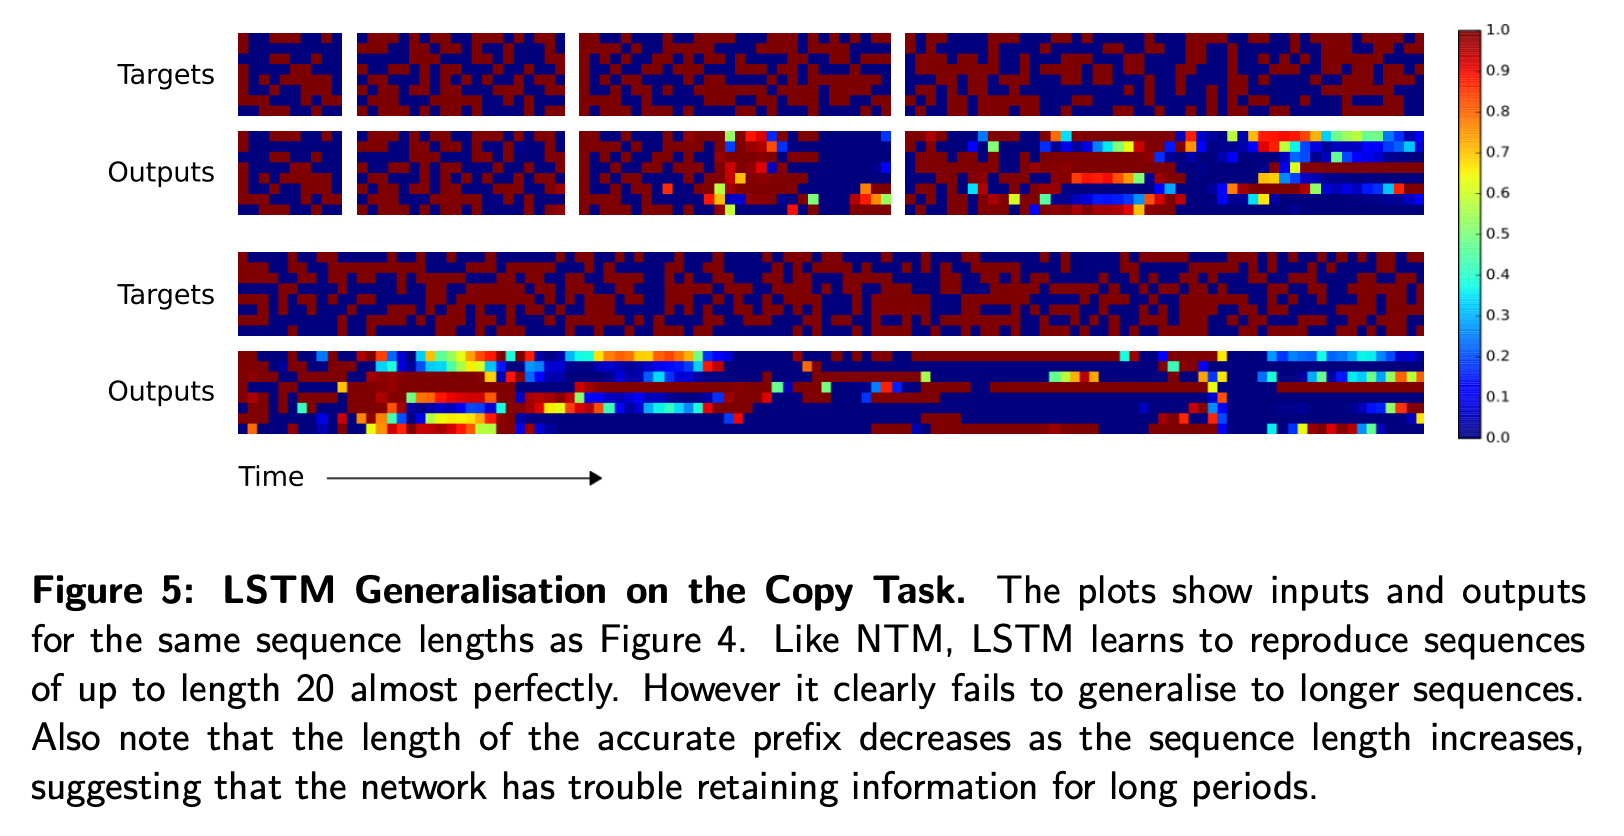 Targets
Outputs
Targets
Outputs
Time
1.0
0.9
0.8
0.7
0.6
0.5
0.4
0.3
0.2
0.1
0.0
Figure 5: LSTM Generalisation on the Copy Task. The plots show inputs and outputs
for the same sequence lengths as Figure 4. Like NTM, LSTM learns to reproduce sequences
of up to length 20 almost perfectly. However it clearly fails to generalise to longer sequences.
Also note that the length of the accurate prefix decreases as the sequence length increases,
suggesting that the network has trouble retaining information for long periods.